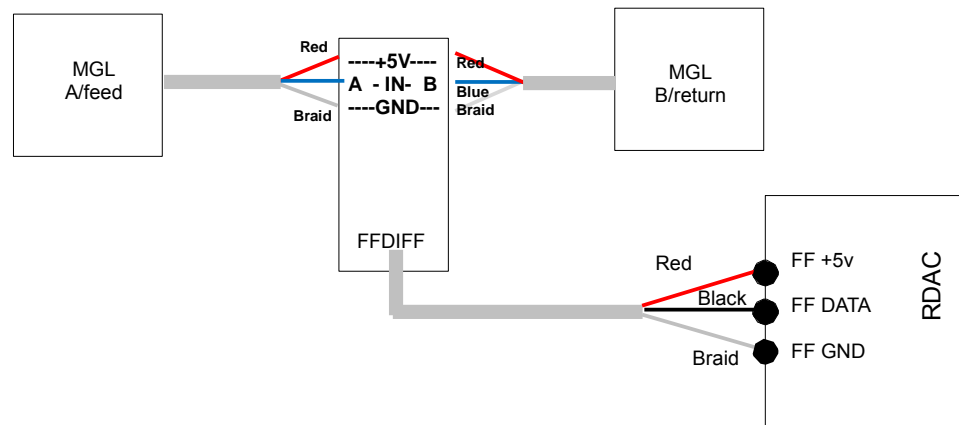 MGL
A/feed
Red
Braid
----+5V----
A - IN- B
----GND---
FFDIFF
Red
Blue
Braid
MGL
B/return
Red
Black
Braid
FF +5v
FF DATA
FF GND
RDAC